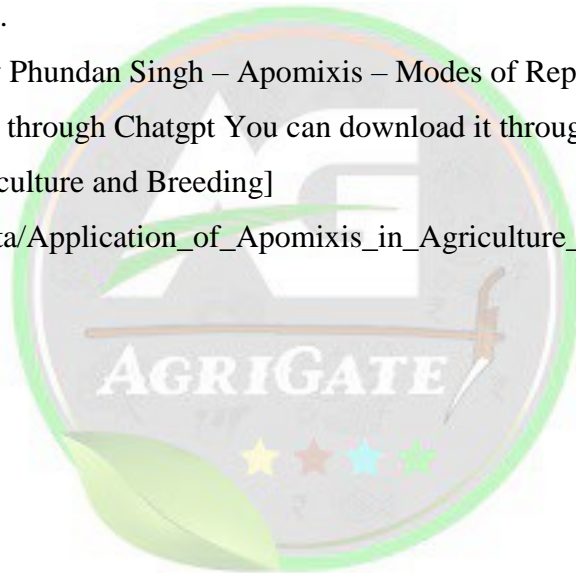 .
Phundan Singh – Apomixis – Modes of Rep
through Chatgpt You can download it throug
culture and Breeding]
ta/Application_of_Apomixis_in_Agriculture_
AGRIGATE